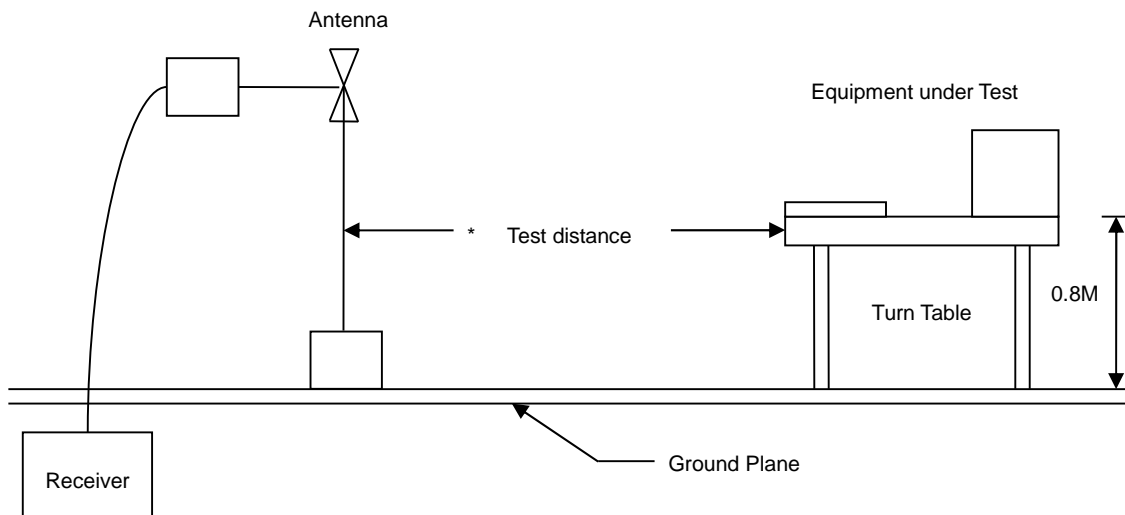 Antenna
Equipment under Test
* Test distance
0.8M
Turn Table
Ground Plane
Receiver